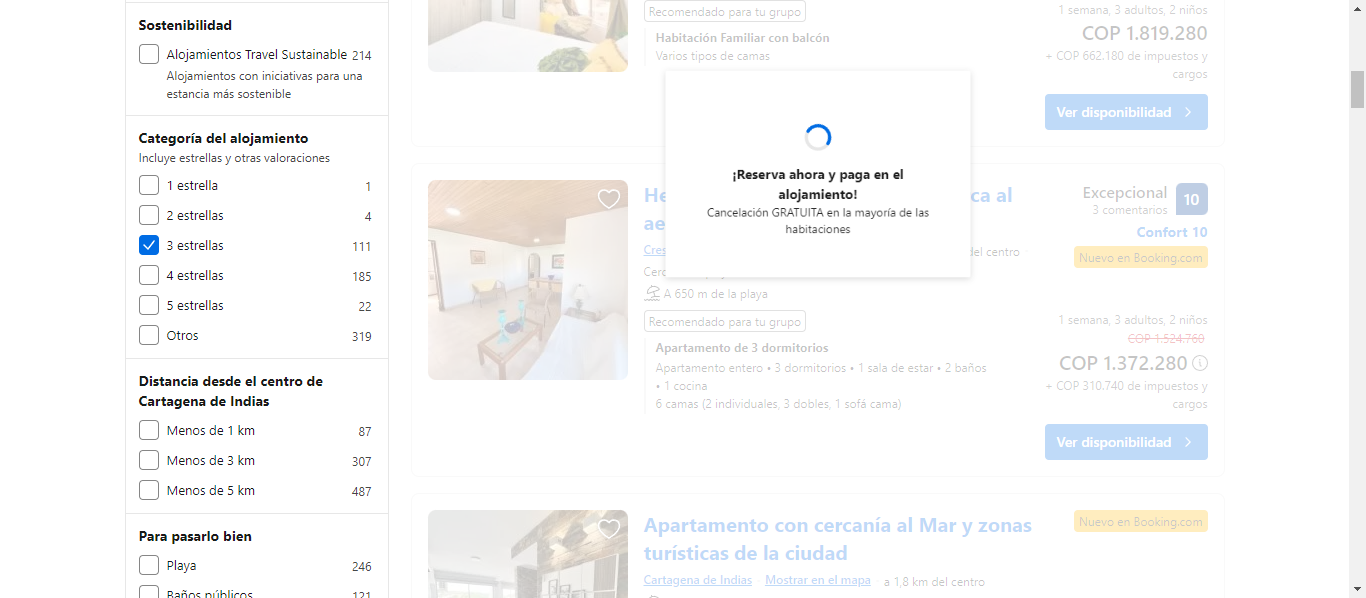 Sostenibilidad
Alojamientos Travel Sustainable 214
Alojamientos con iniciativas para una
estancia más sostenible
Categoría del alojamiento
Incluye estrellas y otras valoraciones
1 estrella 1
2 estrellas 4
3 estrellas 111
4 estrellas 185
5 estrellas 22
Otros 319
Distancia desde el centro de
Cartagena de Indias
Menos de 1 km 87
Menos de 3 km 307
Menos de 5 km 487
Para pasarlo bien
Playa 246
Baños públicos 121
Recomendado para tu grupo
Habitación Familiar con balcón
Varios tipos de camas
1 semana, 3 adultos, 2 niños
COP 1.819.280
+ COP 662.180 de impuestos y
cargos
Ver disponibilidad
¡Reserva ahora y paga en el
alojamiento!
Cancelación GRATUITA en la mayoría de las
habitaciones
He
ca al
ae
Cres
del centro
Cerc
A 650 m de la playa
Excepcional 10
3 comentarios
Confort 10
Nuevo en Booking.com
Recomendado para tu grupo
Apartamento de 3 dormitorios
Apartamento entero • 3 dormitorios • 1 sala de estar • 2 baños
• 1 cocina
6 camas (2 individuales, 3 dobles, 1 sofá cama)
1 semana, 3 adultos, 2 niños
COP 1.524.760
COP 1.372.280
+ COP 310.740 de impuestos y
cargos
Ver disponibilidad
Apartamento con cercanía al Mar y zonas
turísticas de la ciudad
Cartagena de Indias Mostrar en el mapa a 1,8 km del centro
Nuevo en Booking.com